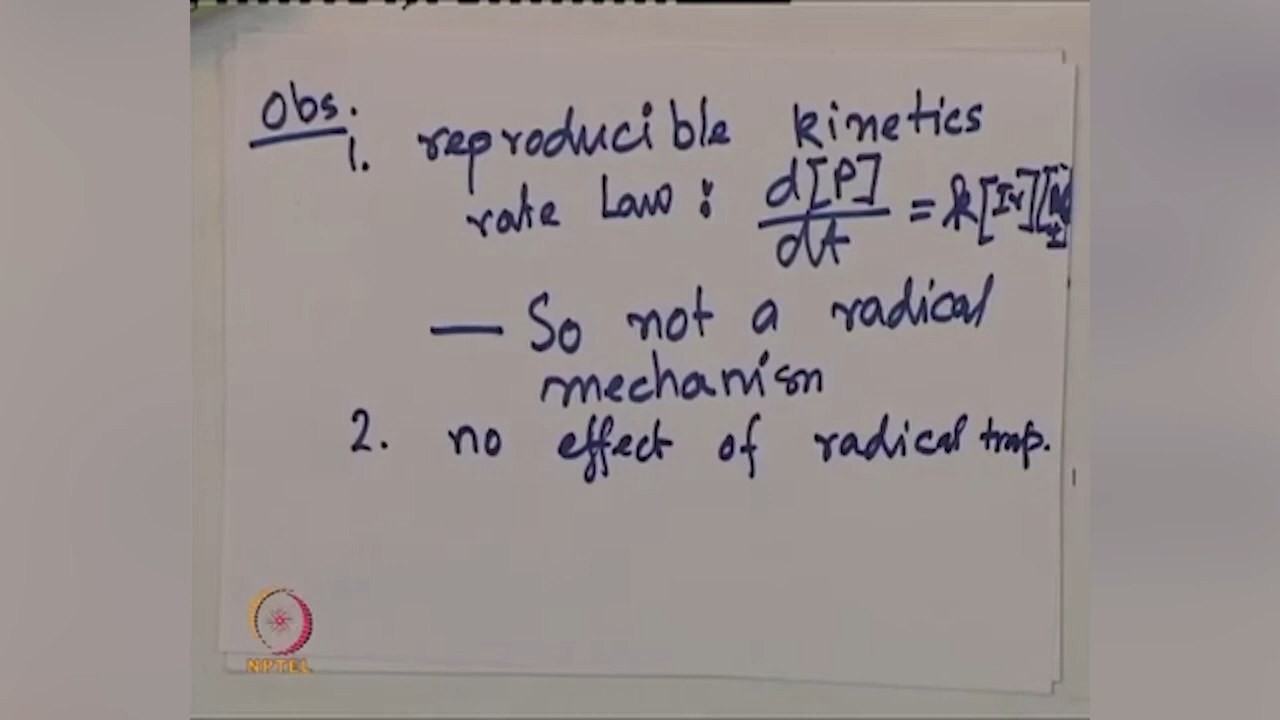 Obs.
1. reproducible kinetics
rate Law : d[P]/dt = k[Ir]
— So not a radical
mechanism
2. no effect of radical trap.
NPTEL